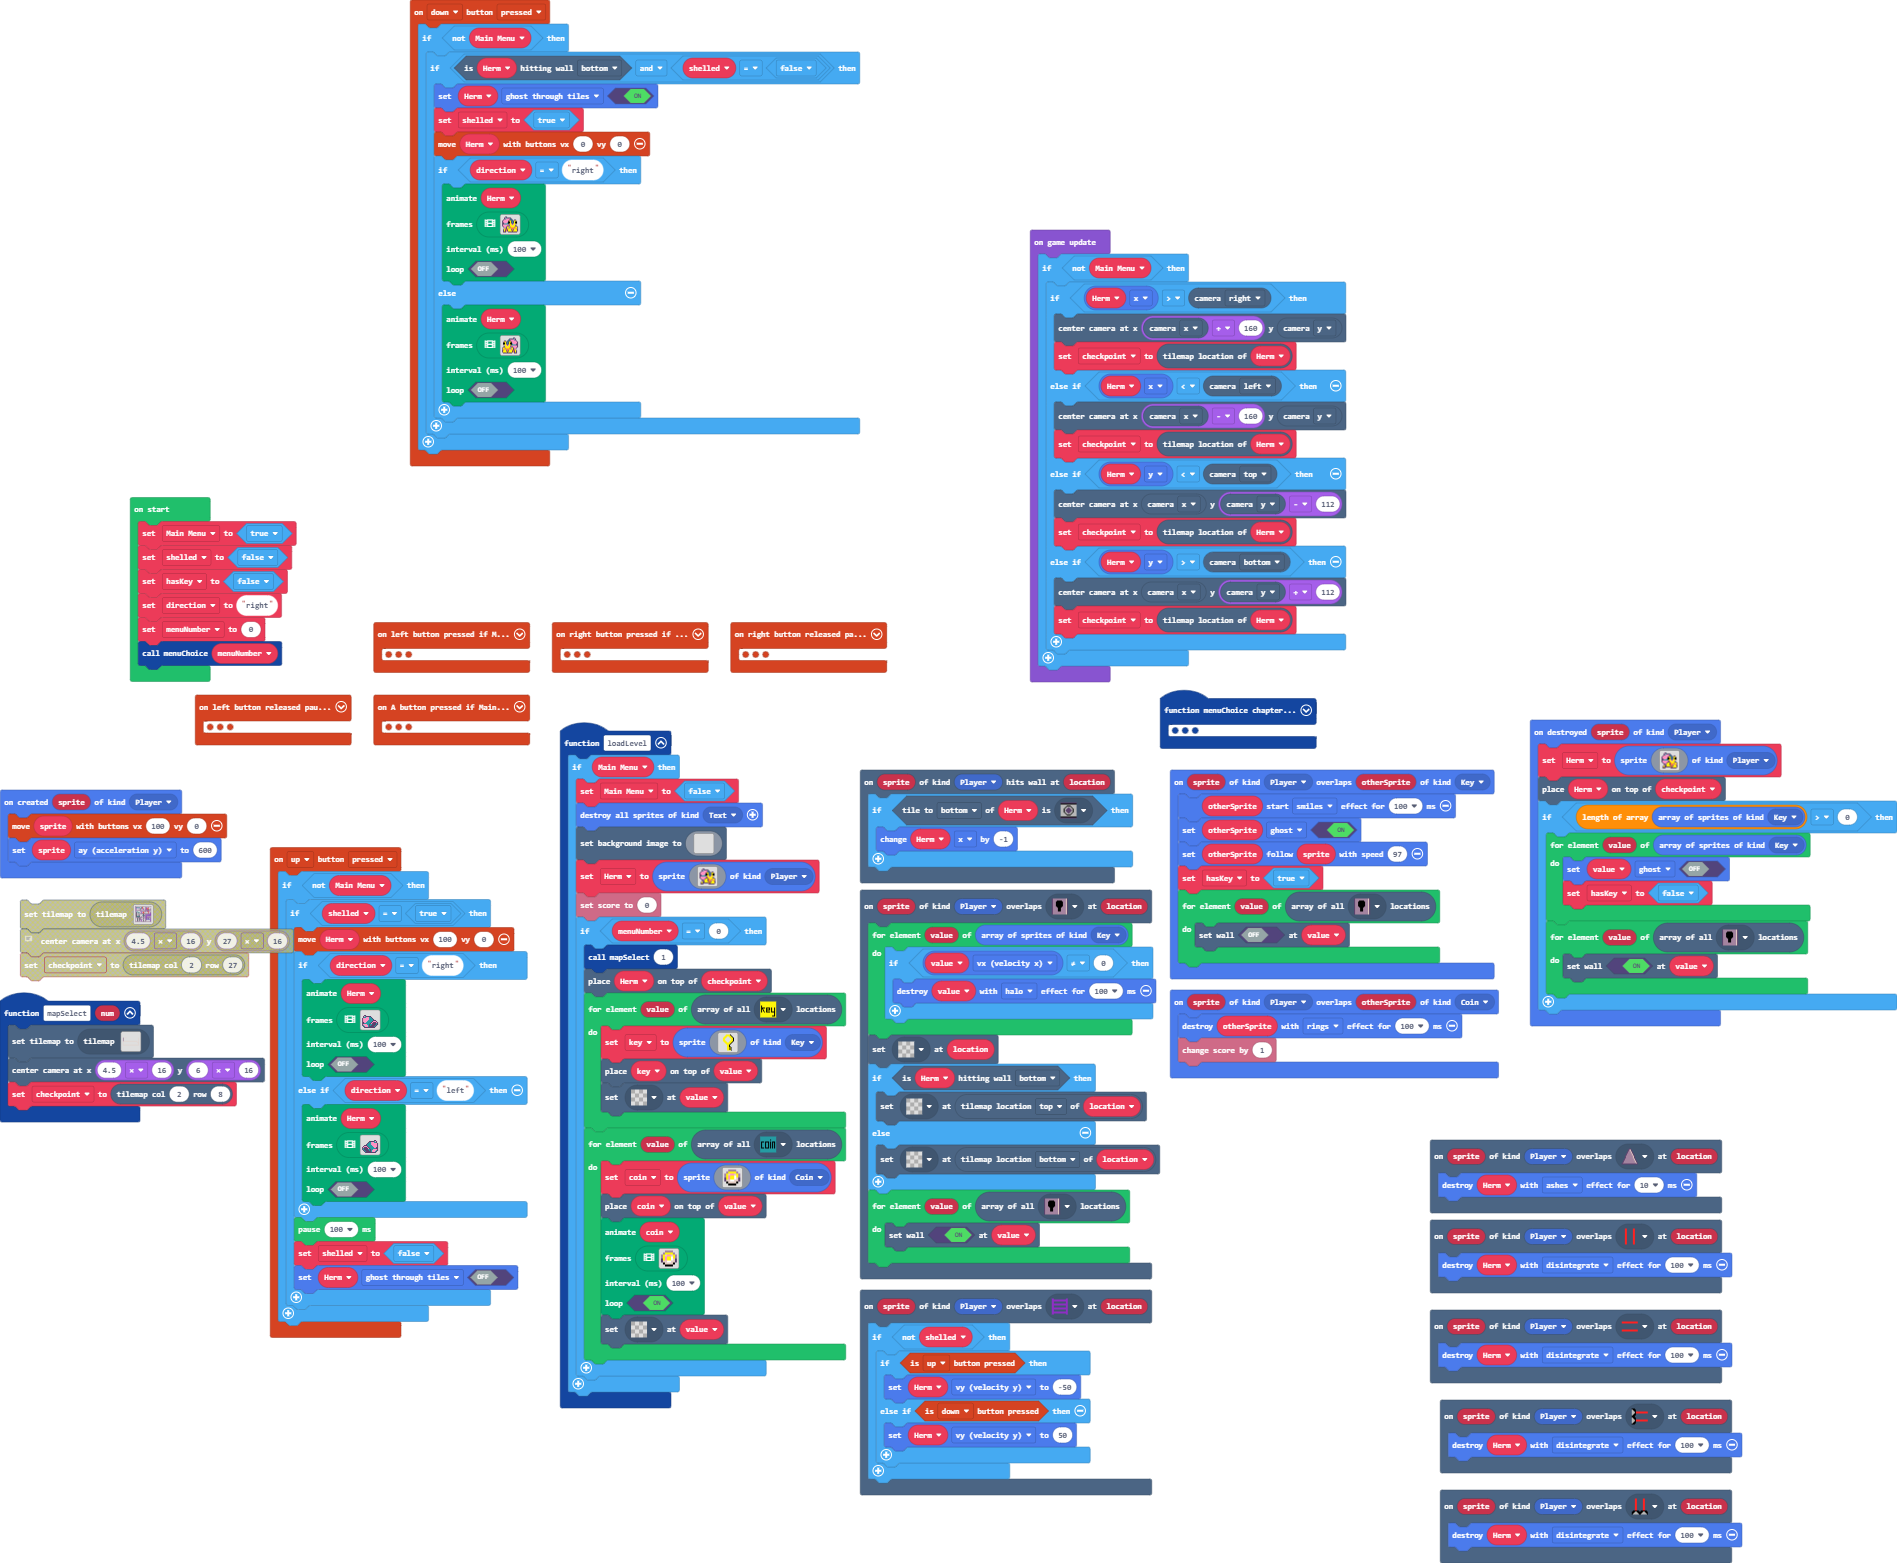 on down button pressed
if not Main Menu then
if is Herm hitting wall bottom and shelled = false then
set Herm ghost through tiles ON
set shelled to true
move Herm with buttons vx 0 vy 0
if direction = "right" then
animate Herm
frames
interval (ms) 100
loop OFF
else
animate Herm
frames
interval (ms) 100
loop OFF
on game update
if not Main Menu then
if Herm x > camera right then
center camera at x camera x + 160 y camera y
set checkpoint to tilemap location of Herm
else if Herm x < camera left then
center camera at x camera x - 160 y camera y
set checkpoint to tilemap location of Herm
else if Herm y < camera top then
center camera at x camera x y camera y - 112
set checkpoint to tilemap location of Herm
else if Herm y > camera bottom then
center camera at x camera x y camera y + 112
set checkpoint to tilemap location of Herm
on start
set Main Menu to true
set shelled to false
set hasKey to false
set direction to "right"
set menuNumber to 0
call menuChoice menuNumber
on left button pressed if M...
on right button pressed if ...
on right button released pa...
on left button released pau...
on A button pressed if Main...
function menuChoice chapter...
on created sprite of kind Player
move sprite with buttons vx 100 vy 0
set sprite ay (acceleration y) to 600
set tilemap to tilemap
center camera at x 4.5 × 16 y 27 × 16
set checkpoint to tilemap col 2 row 27
function mapSelect num
set tilemap to tilemap
center camera at x 4.5 × 16 y 6 × 16
set checkpoint to tilemap col 2 row 8
on up button pressed
if not Main Menu then
if shelled = true then
move Herm with buttons vx 100 vy 0
if direction = "right" then
animate Herm
frames
interval (ms) 100
loop OFF
else if direction = "left" then
animate Herm
frames
interval (ms) 100
loop OFF
pause 100 ms
set shelled to false
set Herm ghost through tiles OFF
function loadLevel
if Main Menu then
set Main Menu to false
destroy all sprites of kind Text
set background image to
set Herm to sprite of kind Player
set score to 0
if menuNumber = 0 then
call mapSelect 1
place Herm on top of checkpoint
for element value of array of all key locations
do
set key to sprite of kind Key
place key on top of value
set at value
for element value of array of all coin locations
do
set coin to sprite of kind Coin
place coin on top of value
animate coin
frames
interval (ms) 100
loop ON
set at value
on sprite of kind Player hits wall at location
if tile to bottom of Herm is then
change Herm x by -1
on sprite of kind Player overlaps at location
for element value of array of sprites of kind Key
do
if value vx (velocity x) ≠ 0 then
destroy value with halo effect for 100 ms
set at location
if is Herm hitting wall bottom then
set at tilemap location top of location
else
set at tilemap location bottom of location
for element value of array of all locations
do
set wall ON at value
on sprite of kind Player overlaps at location
if not shelled then
if is up button pressed then
set Herm vy (velocity y) to -50
else if is down button pressed then
set Herm vy (velocity y) to 50
on sprite of kind Player overlaps otherSprite of kind Key
otherSprite start smiles effect for 100 ms
set otherSprite ghost ON
set otherSprite follow sprite with speed 97
set hasKey to true
for element value of array of all locations
do
set wall OFF at value
on sprite of kind Player overlaps otherSprite of kind Coin
destroy otherSprite with rings effect for 100 ms
change score by 1
on destroyed sprite of kind Player
set Herm to sprite of kind Player
place Herm on top of checkpoint
if length of array array of sprites of kind Key > 0 then
for element value of array of sprites of kind Key
do
set value ghost OFF
set hasKey to false
for element value of array of all locations
do
set wall ON at value
on sprite of kind Player overlaps at location
destroy Herm with ashes effect for 10 ms
on sprite of kind Player overlaps at location
destroy Herm with disintegrate effect for 100 ms
on sprite of kind Player overlaps at location
destroy Herm with disintegrate effect for 100 ms
on sprite of kind Player overlaps at location
destroy Herm with disintegrate effect for 100 ms
on sprite of kind Player overlaps at location
destroy Herm with disintegrate effect for 100 ms